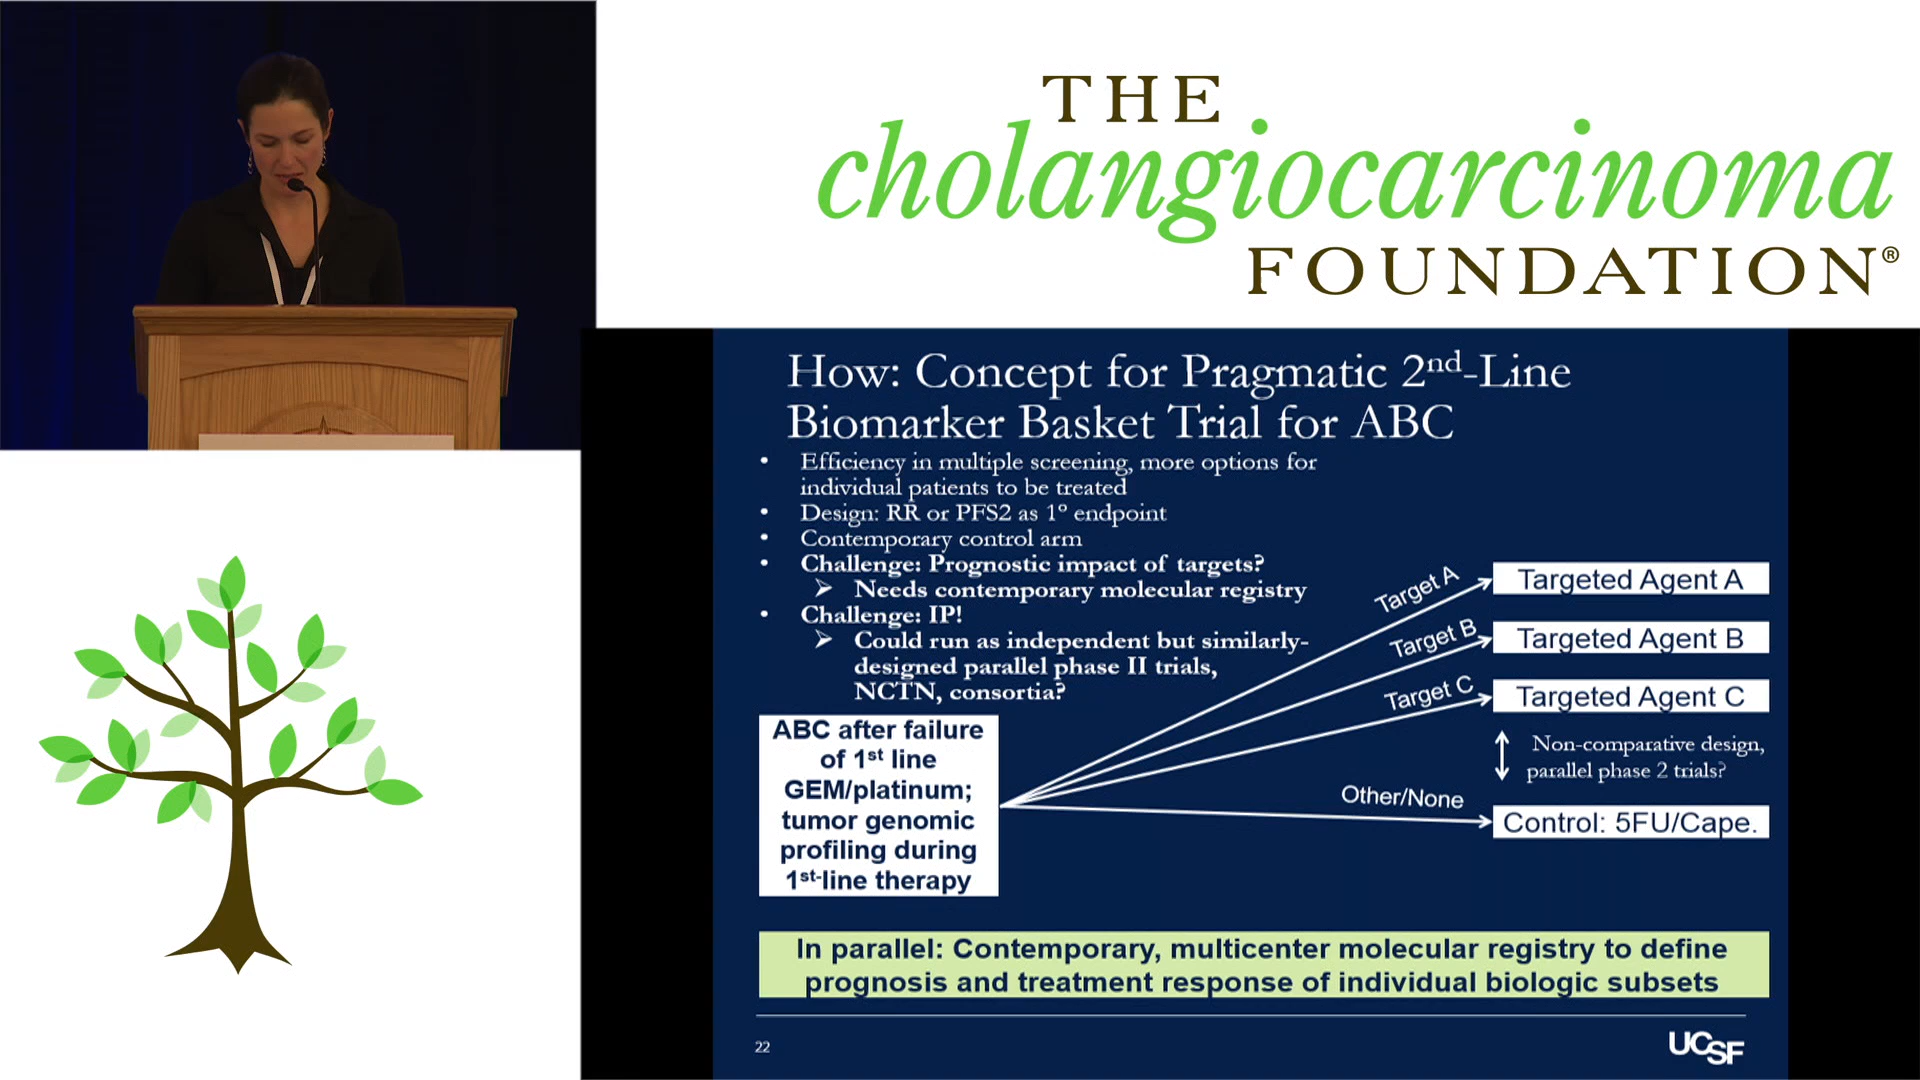 THE
cholangiocarcinoma
FOUNDATION®
How: Concept for Pragmatic 2nd-Line
Biomarker Basket Trial for ABC
• Efficiency in multiple screening, more options for
individual patients to be treated
• Design: RR or PFS2 as 1º endpoint
• Contemporary control arm
• Challenge: Prognostic impact of targets?
➢ Needs contemporary molecular registry
• Challenge: IP!
➢ Could run as independent but similarly-
designed parallel phase II trials,
NCTN, consortia?
ABC after failure
of 1st line
GEM/platinum;
tumor genomic
profiling during
1st-line therapy
Target A
Targeted Agent A
Target B
Targeted Agent B
Target C
Targeted Agent C
Non-comparative design,
parallel phase 2 trials?
Other/None
Control: 5FU/Cape.
In parallel: Contemporary, multicenter molecular registry to define
prognosis and treatment response of individual biologic subsets
22
UCSF